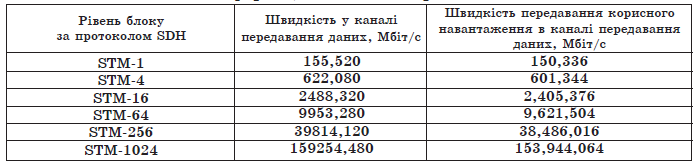 Рівень блоку
за протоколом SDH
Швидкість у каналі
передавання даних, Мбіт/с
Швидкість передавання корисного
навантаження в каналі передавання
даних, Мбіт/с
STM-1 155,520 150,336
STM-4 622,080 601,344
STM-16 2488,320 2,405,376
STM-64 9953,280 9,621,504
STM-256 39814,120 38,486,016
STM-1024 159254,480 153,944,064